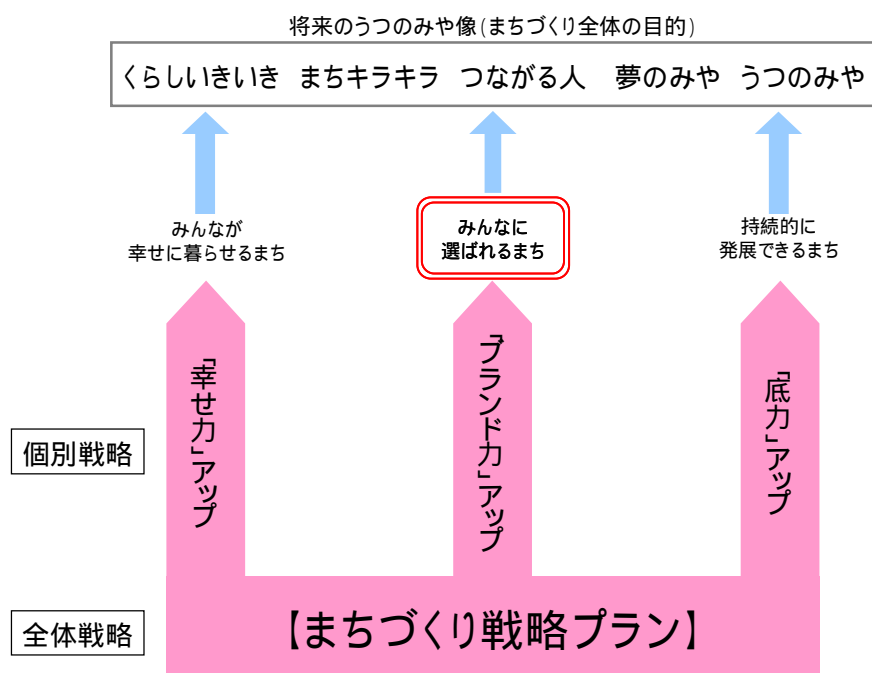 将来のうつのみや像(まちづくり全体の目的)
くらしいきいき まちキラキラ つながる人 夢のみや うつのみや
みんなが
幸せに暮らせるまち
みんなに
選ばれるまち
持続的に
発展できるまち
「幸せ力」アップ
「ブランド力」アップ
「底力」アップ
個別戦略
全体戦略
【まちづくり戦略プラン】